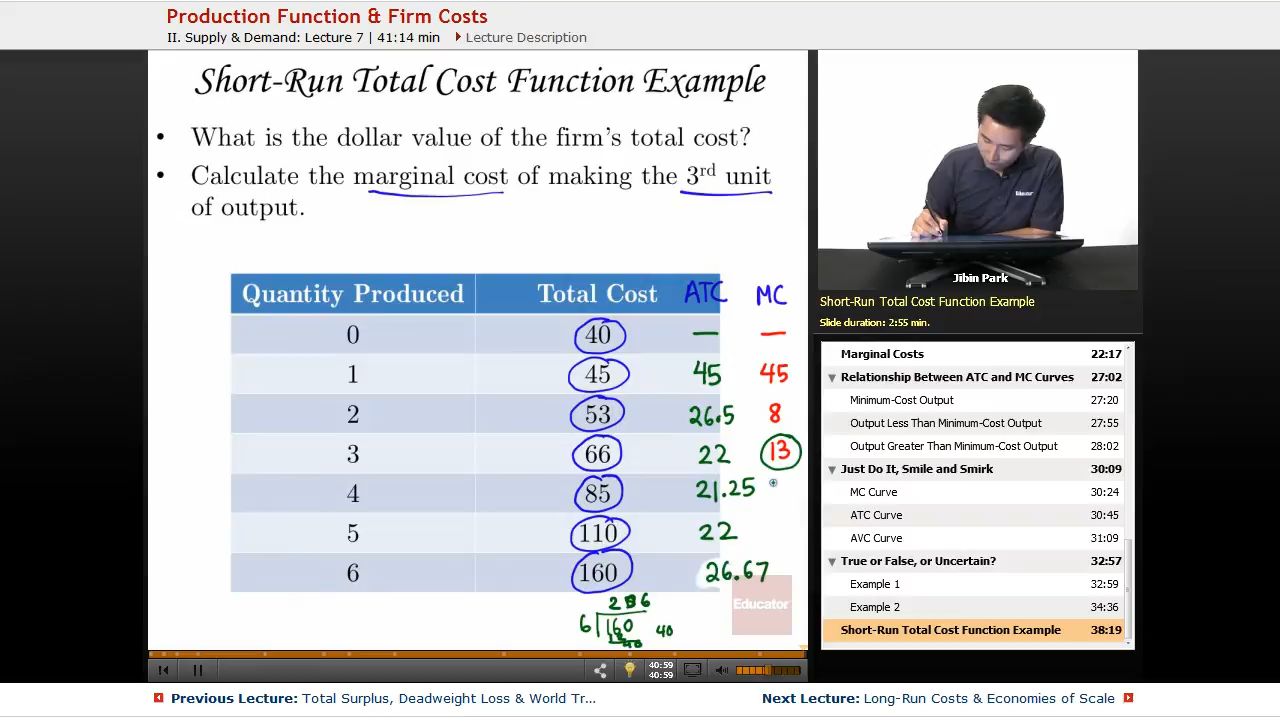 Production Function & Firm Costs
II. Supply & Demand: Lecture 7 | 41:14 min Lecture Description
Short-Run Total Cost Function Example
• What is the dollar value of the firm's total cost?
• Calculate the marginal cost of making the 3rd unit
of output.
Quantity Produced Total Cost ATC MC
0 40 — —
1 45 45 45
2 53 26.5 8
3 66 22 13
4 85 21.25
5 110 22
6 160 26.67
6 160 40
Educator
Jibin Park
Short-Run Total Cost Function Example
Slide duration: 2:55 min.
Marginal Costs 22:17
Relationship Between ATC and MC Curves 27:02
Minimum-Cost Output 27:20
Output Less Than Minimum-Cost Output 27:55
Output Greater Than Minimum-Cost Output 28:02
Just Do It, Smile and Smirk 30:09
MC Curve 30:24
ATC Curve 30:45
AVC Curve 31:09
True or False, or Uncertain? 32:57
Example 1 32:59
Example 2 34:36
Short-Run Total Cost Function Example 38:19
40:59
40:59
Previous Lecture: Total Surplus, Deadweight Loss & World Tr...
Next Lecture: Long-Run Costs & Economies of Scale